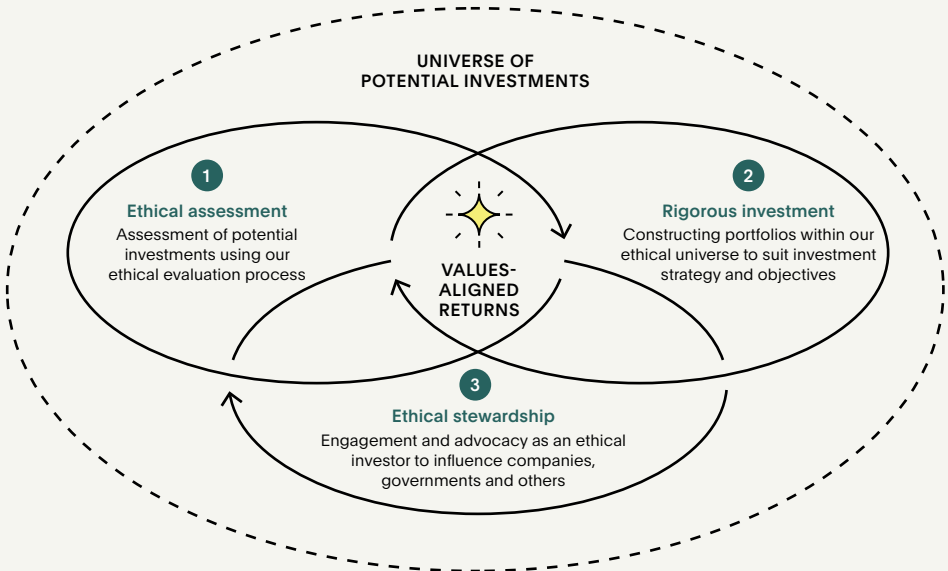 UNIVERSE OF
POTENTIAL INVESTMENTS
1
Ethical assessment
Assessment of potential
investments using our
ethical evaluation process
2
Rigorous investment
Constructing portfolios within our
ethical universe to suit investment
strategy and objectives
VALUES-
ALIGNED
RETURNS
3
Ethical stewardship
Engagement and advocacy as an ethical
investor to influence companies,
governments and others